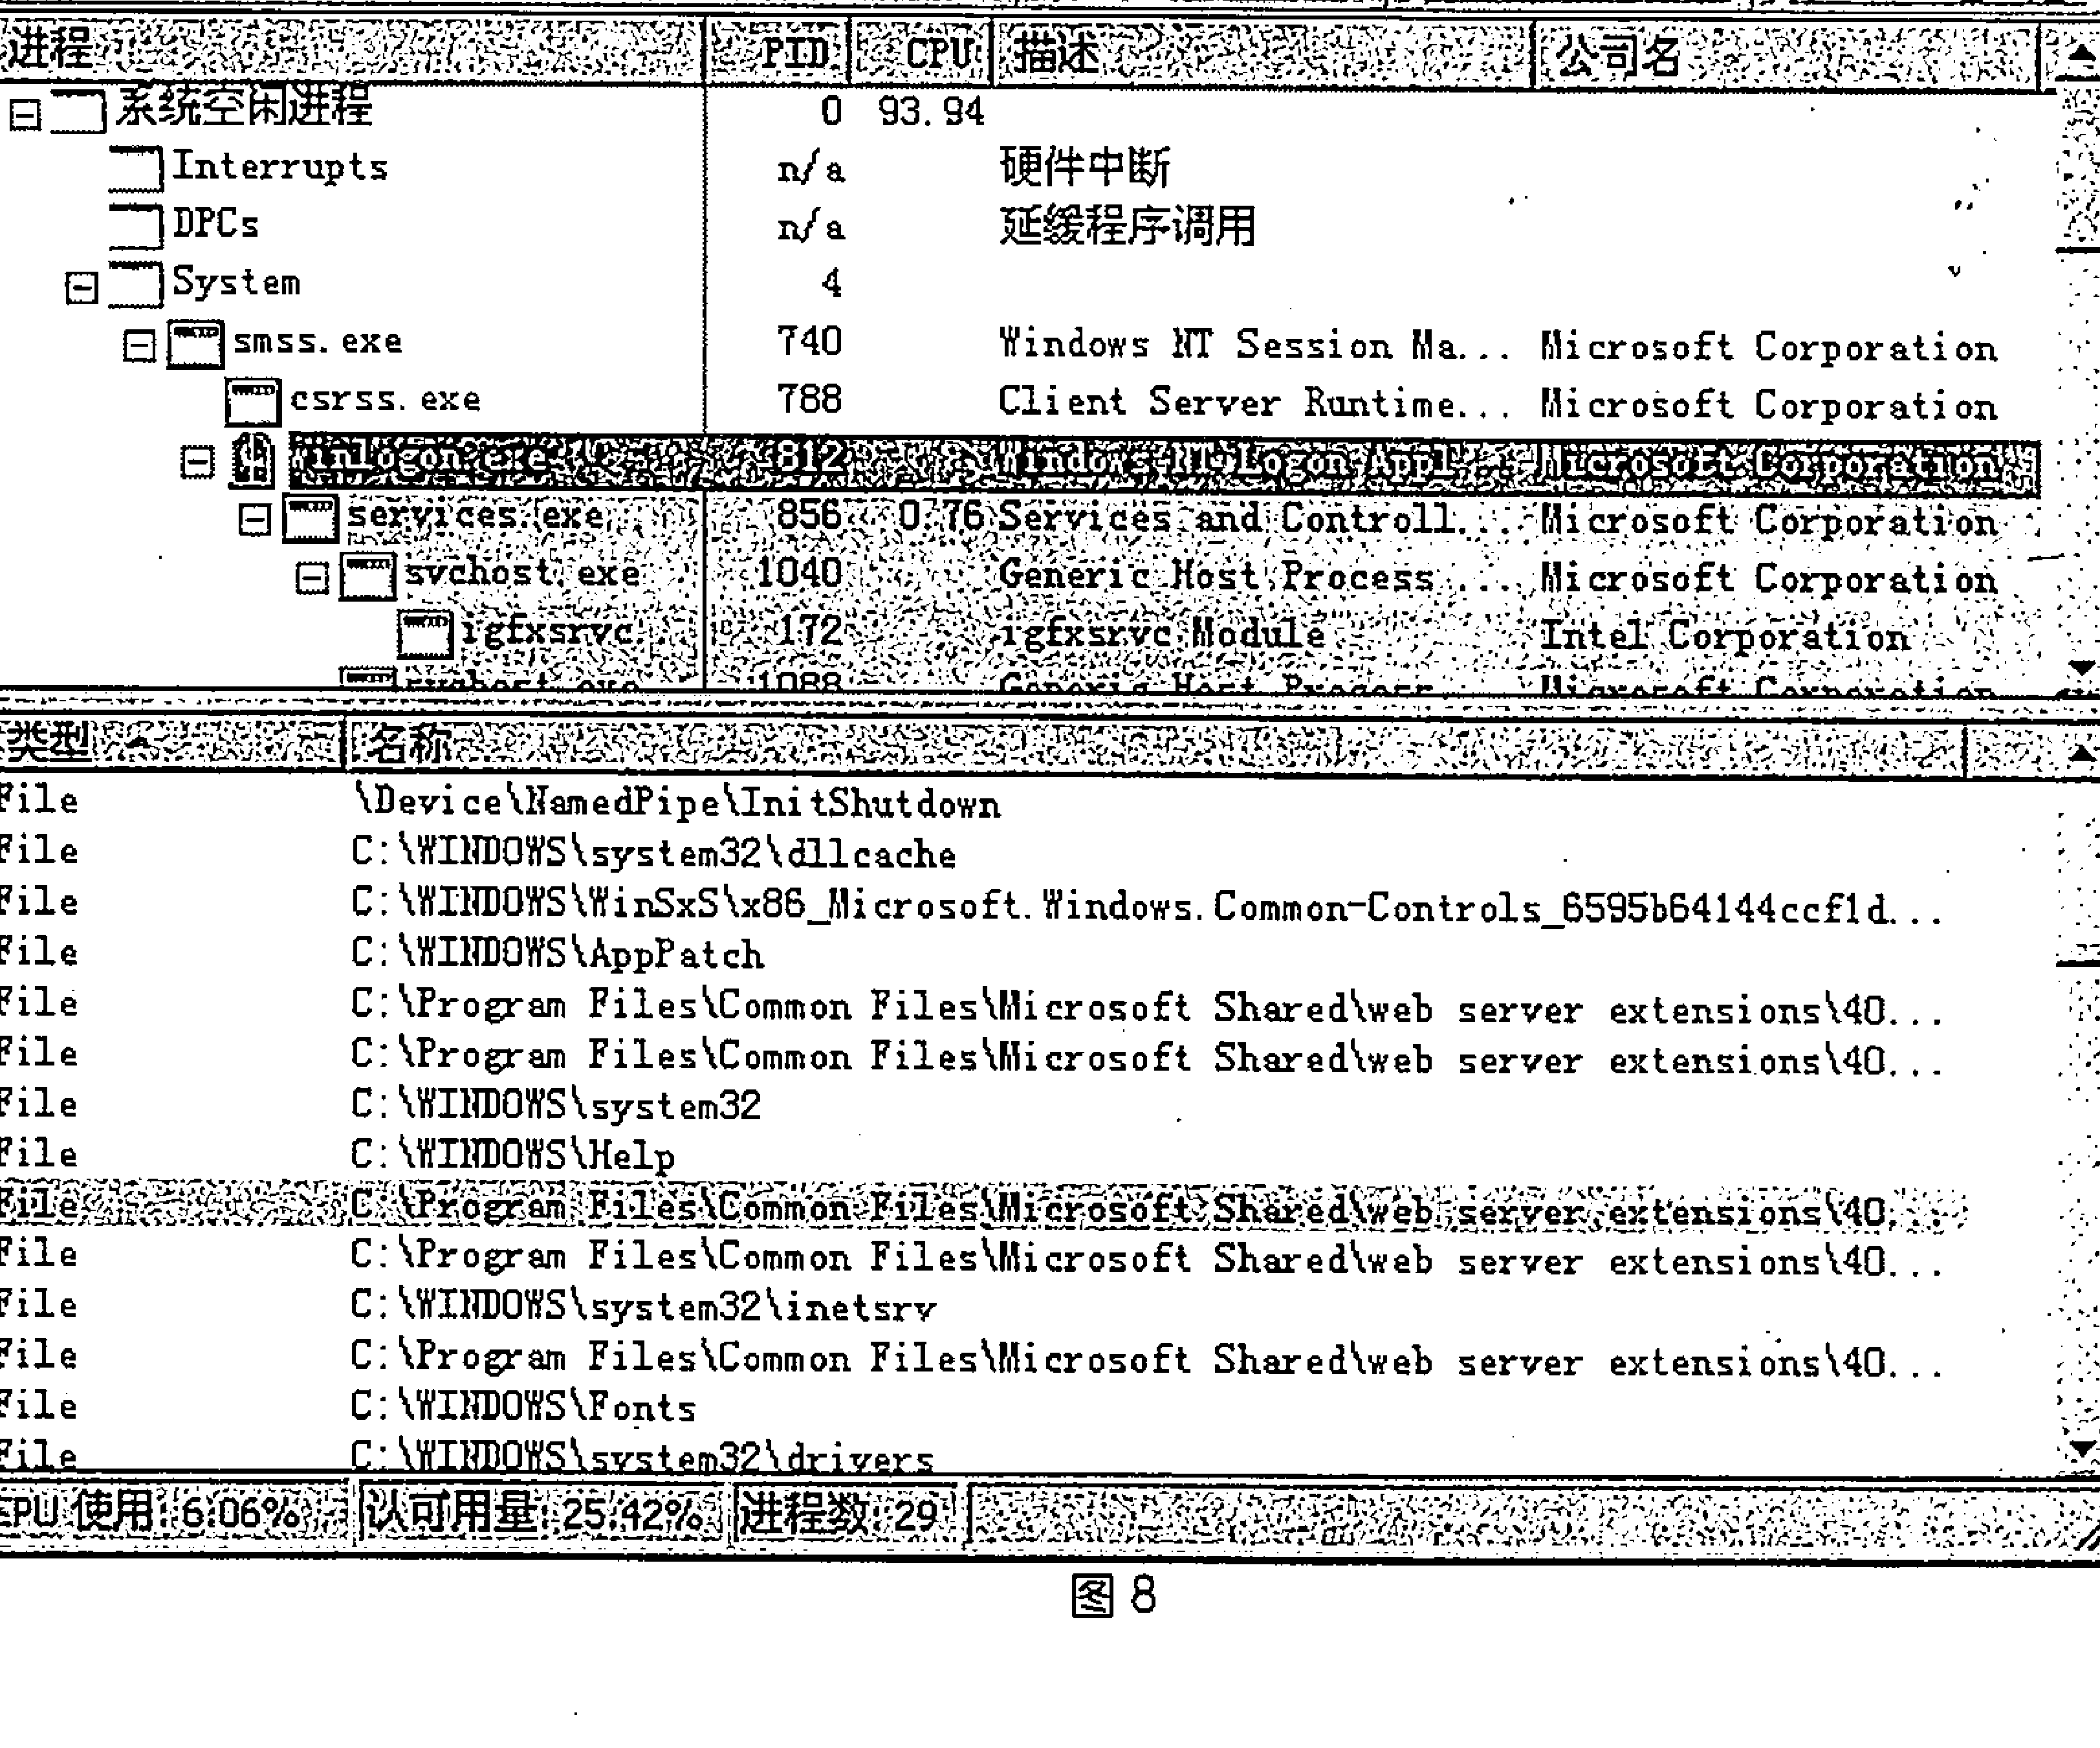 进程 PID CPU 描述 公司名
系统空闲进程 0 93.94
Interrupts n/a 硬件中断
DPCs n/a 延缓程序调用
System 4
smss.exe 740 Windows NT Session Ma... Microsoft Corporation
csrss.exe 788 Client Server Runtime... Microsoft Corporation
winlogon.exe 812 Windows NT Logon Appl... Microsoft Corporation
services.exe 856 0.76 Services and Controll... Microsoft Corporation
svchost.exe 1040 Generic Host Process ... Microsoft Corporation
igfxsrvc 172 igfxsrvc Module Intel Corporation
svchost.exe 1088 Generic Host Process Microsoft Corporation
类型 名称
File \Device\NamedPipe\InitShutdown
File C:\WINDOWS\system32\dllcache
File C:\WINDOWS\WinSxS\x86_Microsoft.Windows.Common-Controls_6595b64144ccf1d...
File C:\WINDOWS\AppPatch
File C:\Program Files\Common Files\Microsoft Shared\web server extensions\40...
File C:\Program Files\Common Files\Microsoft Shared\web server extensions\40...
File C:\WINDOWS\system32
File C:\WINDOWS\Help
File C:\Program Files\Common Files\Microsoft Shared\web server extensions\40...
File C:\Program Files\Common Files\Microsoft Shared\web server extensions\40...
File C:\WINDOWS\system32\inetsrv
File C:\Program Files\Common Files\Microsoft Shared\web server extensions\40...
File C:\WINDOWS\Fonts
File C:\WINDOWS\system32\drivers
CPU 使用: 6.06% 认可用量: 25.42% 进程数: 29
图 8